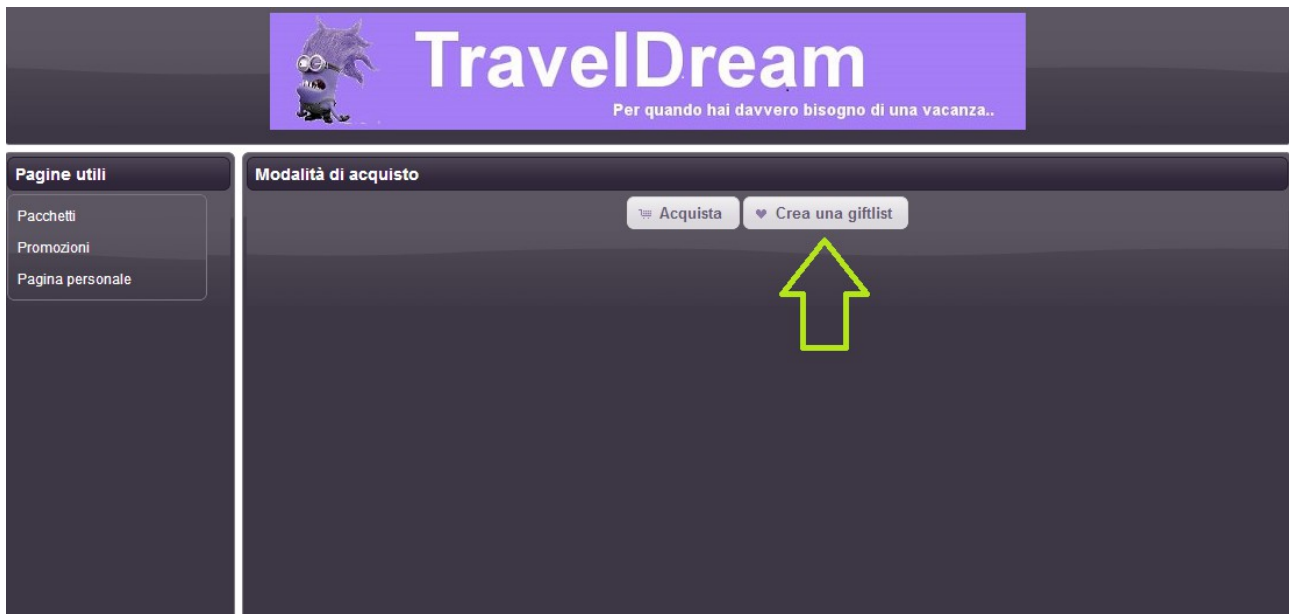 TravelDream
Per quando hai davvero bisogno di una vacanza..
Pagine utili
Pacchetti
Promozioni
Pagina personale
Modalità di acquisto
Acquista
Crea una giftlist